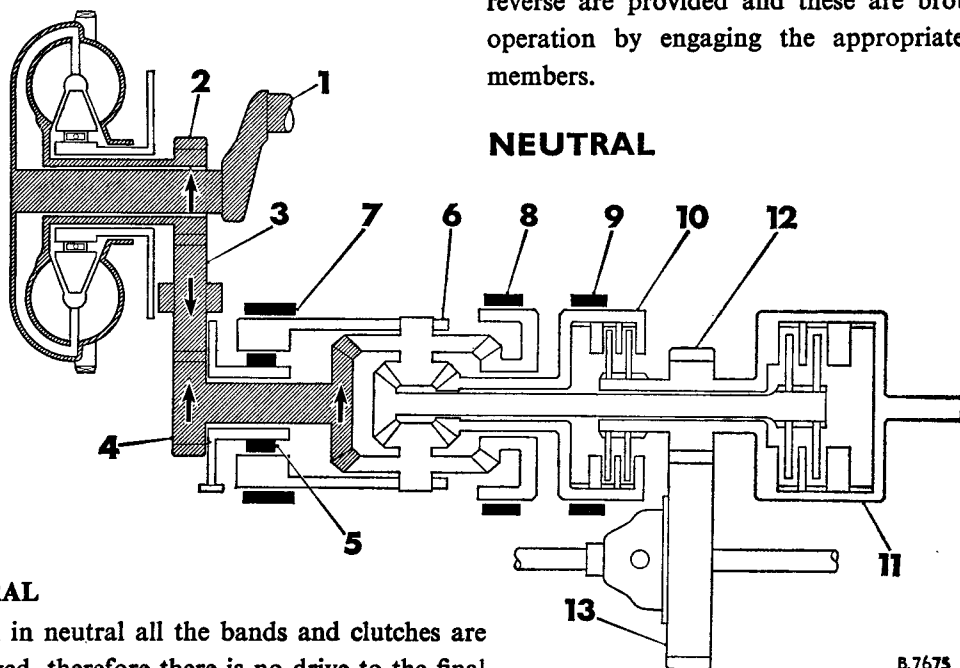 reverse are provided and these are
operation by engaging the appropriate
members.
NEUTRAL
1
2
3
7
6
8
9
10
12
4
5
11
13
in neutral all the bands and clutches are
therefore there is no drive to the final
B.7675